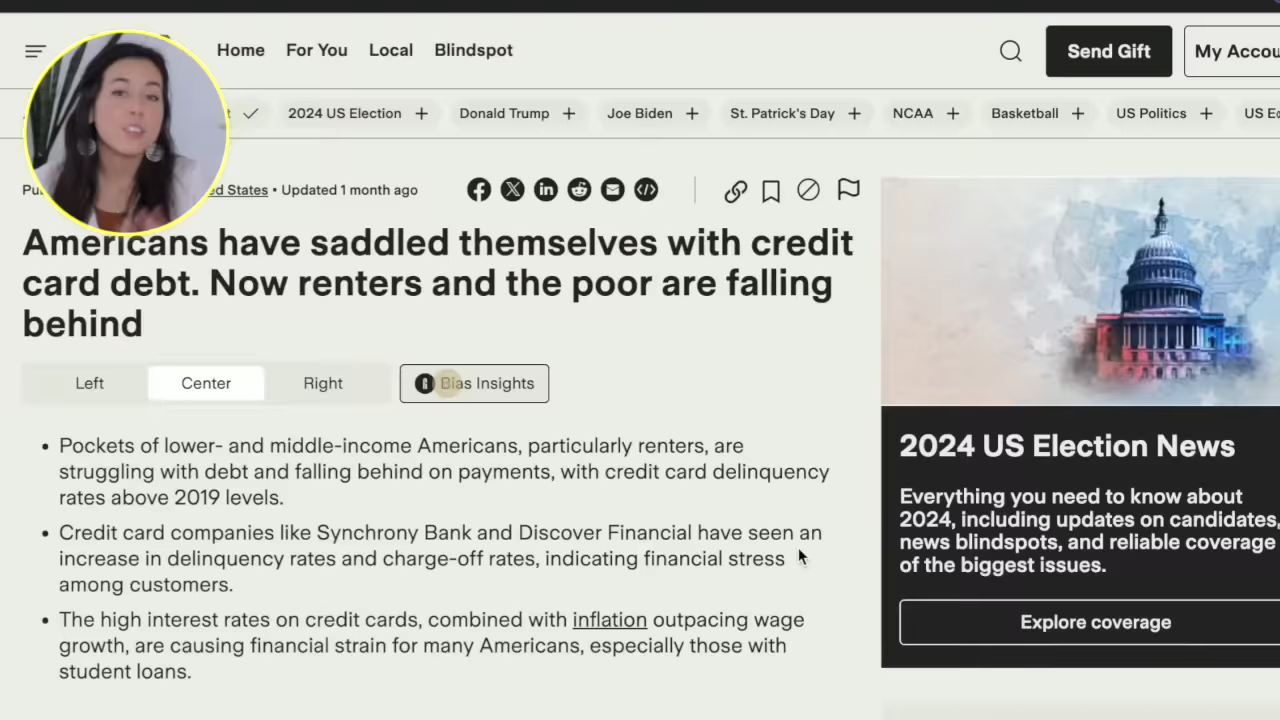 Home For You Local Blindspot
Send Gift
My Accou
2024 US Election + Donald Trump + Joe Biden + St. Patrick's Day + NCAA + Basketball + US Politics + US Ec
ed States • Updated 1 month ago
Americans have saddled themselves with credit
card debt. Now renters and the poor are falling
behind
Left Center Right Bias Insights
• Pockets of lower- and middle-income Americans, particularly renters, are
struggling with debt and falling behind on payments, with credit card delinquency
rates above 2019 levels.
• Credit card companies like Synchrony Bank and Discover Financial have seen an
increase in delinquency rates and charge-off rates, indicating financial stress
among customers.
• The high interest rates on credit cards, combined with inflation outpacing wage
growth, are causing financial strain for many Americans, especially those with
student loans.
2024 US Election News
Everything you need to know about
2024, including updates on candidates,
news blindspots, and reliable coverage
of the biggest issues.
Explore coverage